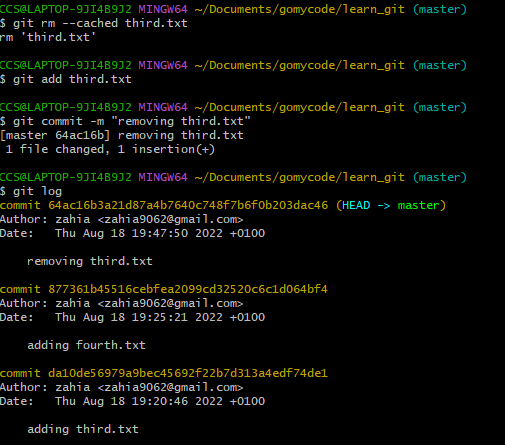 CCS@LAPTOP-9JI4B9J2 MINGW64 ~/Documents/gomycode/learn_git (master)
$ git rm --cached third.txt
rm 'third.txt'
CCS@LAPTOP-9JI4B9J2 MINGW64 ~/Documents/gomycode/learn_git (master)
$ git add third.txt
CCS@LAPTOP-9JI4B9J2 MINGW64 ~/Documents/gomycode/learn_git (master)
$ git commit -m "removing third.txt"
[master 64ac16b] removing third.txt
1 file changed, 1 insertion(+)
CCS@LAPTOP-9JI4B9J2 MINGW64 ~/Documents/gomycode/learn_git (master)
$ git log
commit 64ac16b3a21d87a4b7640c748f7b6f0b203dac46 (HEAD -> master)
Author: zahia <zahia9062@gmail.com>
Date:   Thu Aug 18 19:47:50 2022 +0100
removing third.txt
commit 877361b45516cebfea2099cd32520c6c1d064bf4
Author: zahia <zahia9062@gmail.com>
Date:   Thu Aug 18 19:25:21 2022 +0100
adding fourth.txt
commit da10de56979a9bec45692f22b7d313a4edf74de1
Author: zahia <zahia9062@gmail.com>
Date:   Thu Aug 18 19:20:46 2022 +0100
adding third.txt